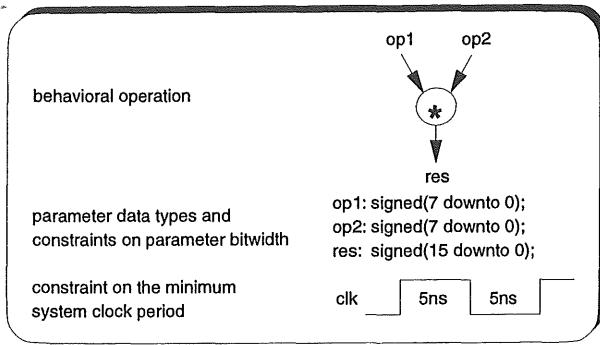 op1 op2
behavioral operation
*
res
op1: signed(7 downto 0);
parameter data types and
op2: signed(7 downto 0);
constraints on parameter bitwidth
res: signed(15 downto 0);
constraint on the minimum
clk 5ns 5ns
system clock period